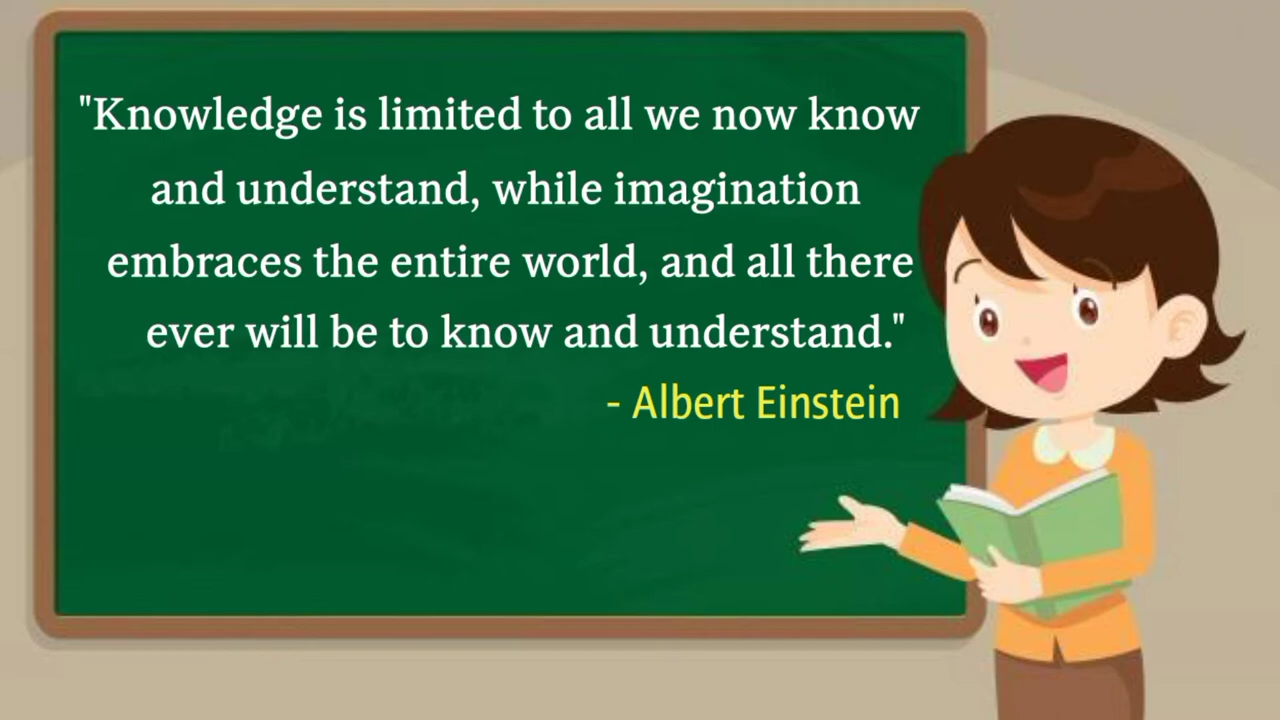 "Knowledge is limited to all we now know
and understand, while imagination
embraces the entire world, and all there
ever will be to know and understand."
- Albert Einstein